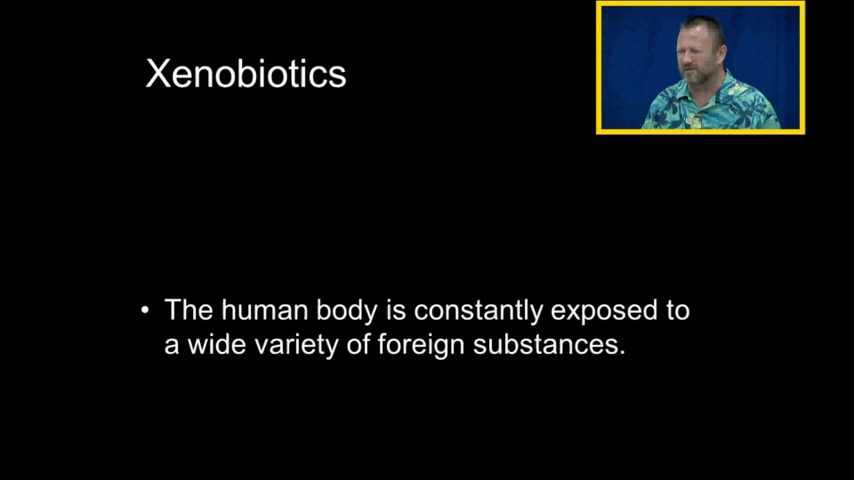 Xenobiotics
• The human body is constantly exposed to
a wide variety of foreign substances.